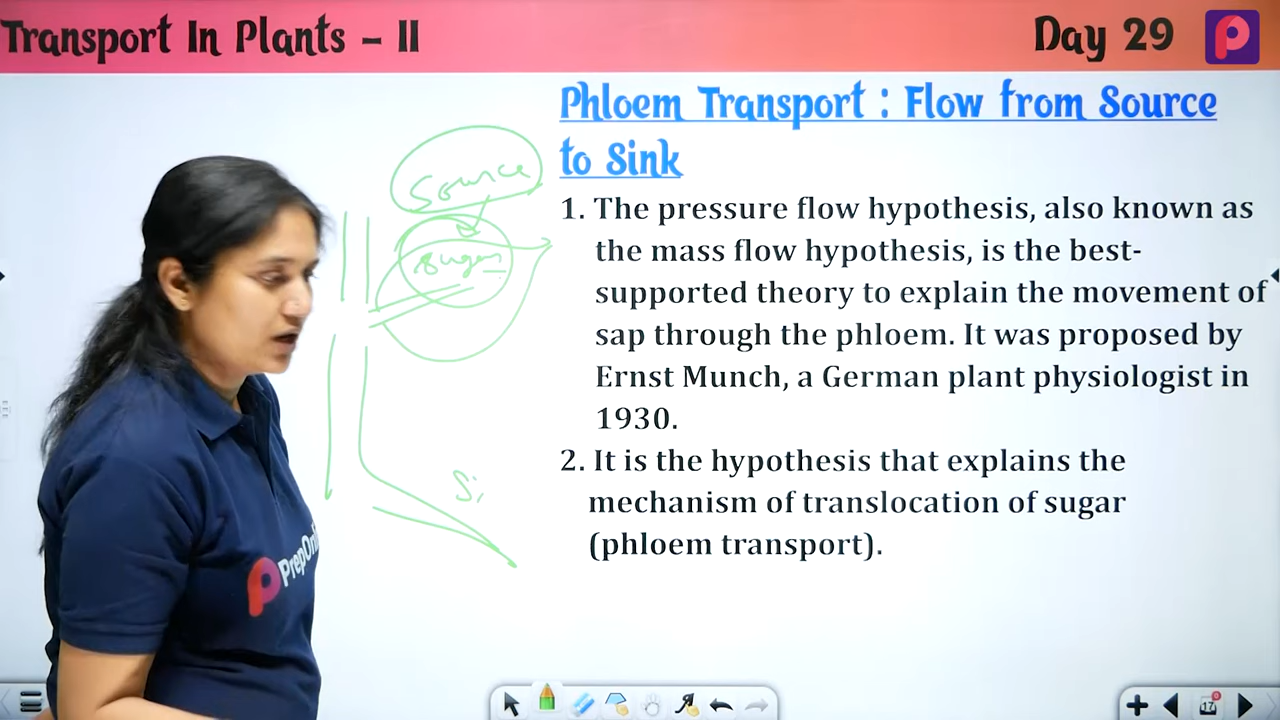 Transport In Plants - II
Day 29
Phloem Transport : Flow from Source
to Sink
Source
Sugar
1. The pressure flow hypothesis, also known as
the mass flow hypothesis, is the best-
supported theory to explain the movement of
sap through the phloem. It was proposed by
Ernst Munch, a German plant physiologist in
1930.
2. It is the hypothesis that explains the
mechanism of translocation of sugar
(phloem transport).
Si
17